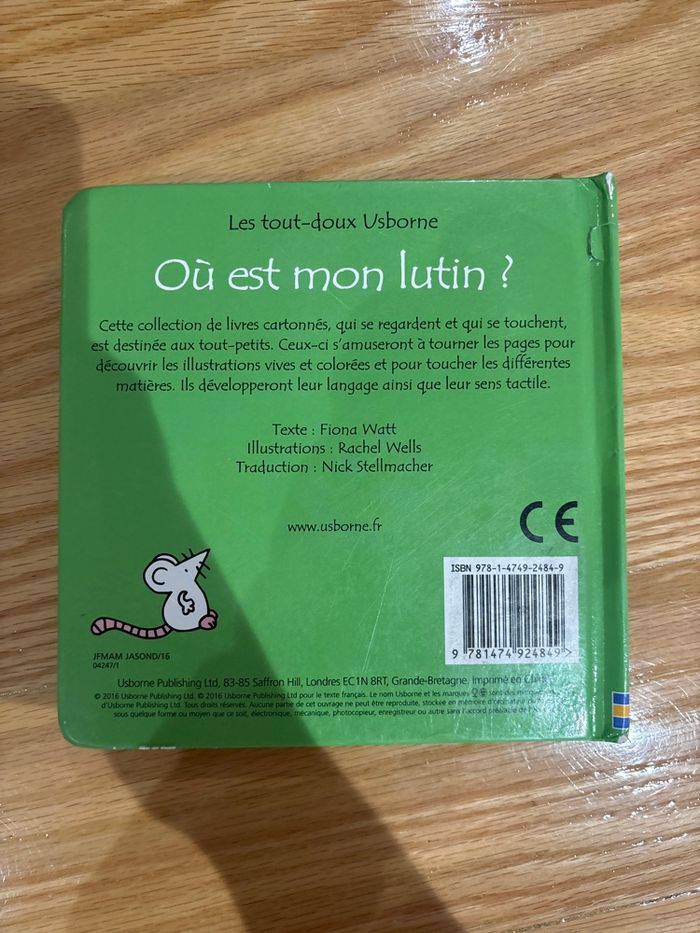 Les tout-doux Usborne
Où est mon lutin ?
Cette collection de livres cartonnés, qui se regardent et qui se touchent,
est destinée aux tout-petits. Ceux-ci s'amuseront à tourner les pages pour
découvrir les illustrations vives et colorées et pour toucher les différentes
matières. Ils développeront leur langage ainsi que leur sens tactile.
Texte : Fiona Watt
Illustrations : Rachel Wells
Traduction : Nick Stellmacher
www.usborne.fr
CE
ISBN 978-1-4749-2484-9
9 781474 924849 >
JFMAM JASOND/16
04247/1
Usborne Publishing Ltd, 83-85 Saffron Hill, Londres EC1N 8RT, Grande-Bretagne. Imprimé en Chine.
© 2016 Usborne Publishing Ltd. © 2016 Usborne Publishing Ltd pour le texte français. Le nom Usborne et les marques sont des
d'Usborne Publishing Ltd. Tous droits réservés. Aucune partie de cet ouvrage ne peut être reproduite, stockée en mémoire d'ordinateur ou
sous quelque forme ou moyen que ce soit, électronique, mécanique, photocopieur, enregistreur ou autre sans l'accord préalable de